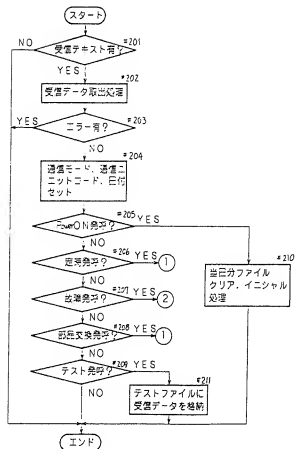 スタート
#201
受信テキスト有?
NO
YES
#202
受信データ取出処理
#203
YES
エラー有?
NO
#204
通信モード、通信ユ
ニットコード、日付
セット
#205
PowerON発呼?
YES
NO
#206
YES
①
#210
当日分ファイル
クリア、イニシャル
処理
NO
#207
故障発呼?
YES
②
NO
#208
部品交換発呼?
YES
①
NO
#209
テスト発呼?
YES
NO
#211
テストファイルに
受信データを格納
エンド